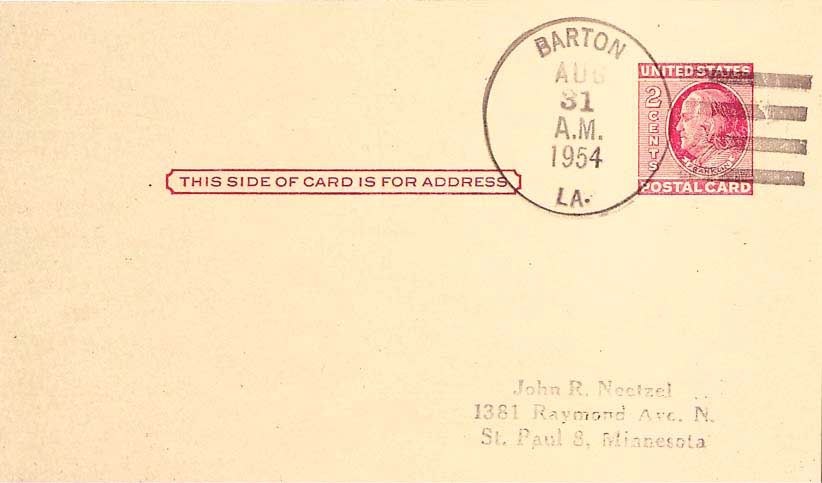 BARTON
AUG
31
A.M.
1954
LA.
UNITED STATES
2 CENTS
FRANKLIN
POSTAL CARD
THIS SIDE OF CARD IS FOR ADDRESS
John R. Neetzel
1381 Raymond Ave. N.
St. Paul 8, Minnesota